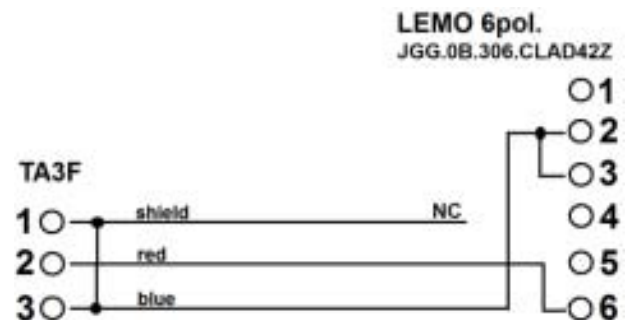 LEMO 6pol.
JGG.0B.306.CLAD42Z
1
2
TA3F
3
1 shield NC 4
2 red 5
3 blue 6